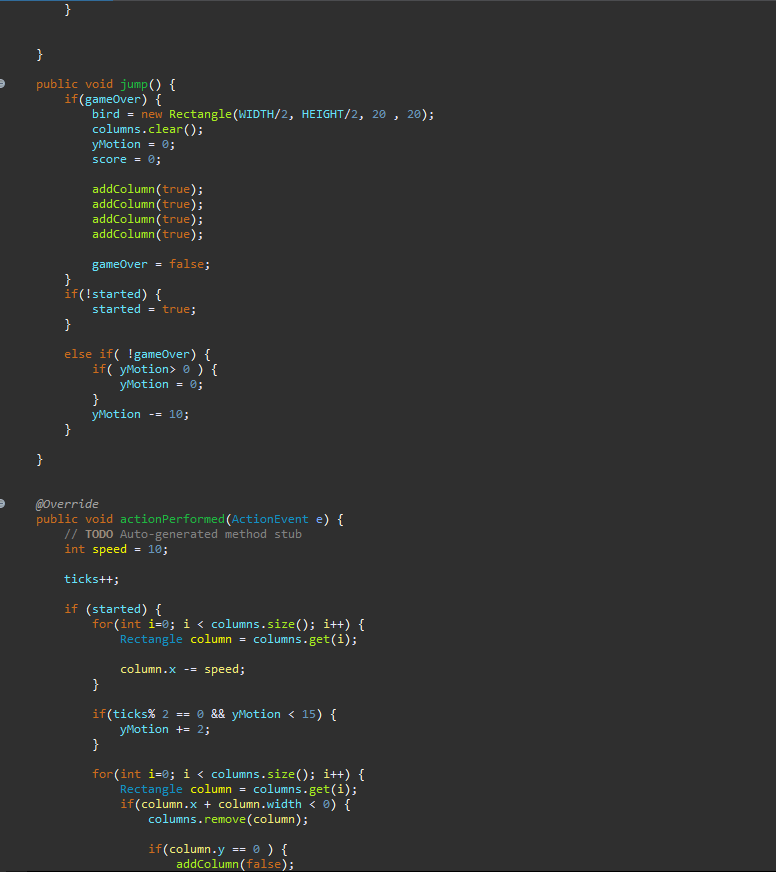 }
}
public void jump() {
if(gameOver) {
bird = new Rectangle(WIDTH/2, HEIGHT/2, 20 , 20);
columns.clear();
yMotion = 0;
score = 0;
addColumn(true);
addColumn(true);
addColumn(true);
addColumn(true);
gameOver = false;
}
if(!started) {
started = true;
}
else if( !gameOver) {
if( yMotion> 0 ) {
yMotion = 0;
}
yMotion -= 10;
}
}
@Override
public void actionPerformed(ActionEvent e) {
// TODO Auto-generated method stub
int speed = 10;
ticks++;
if (started) {
for(int i=0; i < columns.size(); i++) {
Rectangle column = columns.get(i);
column.x -= speed;
}
if(ticks% 2 == 0 && yMotion < 15) {
yMotion += 2;
}
for(int i=0; i < columns.size(); i++) {
Rectangle column = columns.get(i);
if(column.x + column.width < 0) {
columns.remove(column);
if(column.y == 0 ) {
addColumn(false);